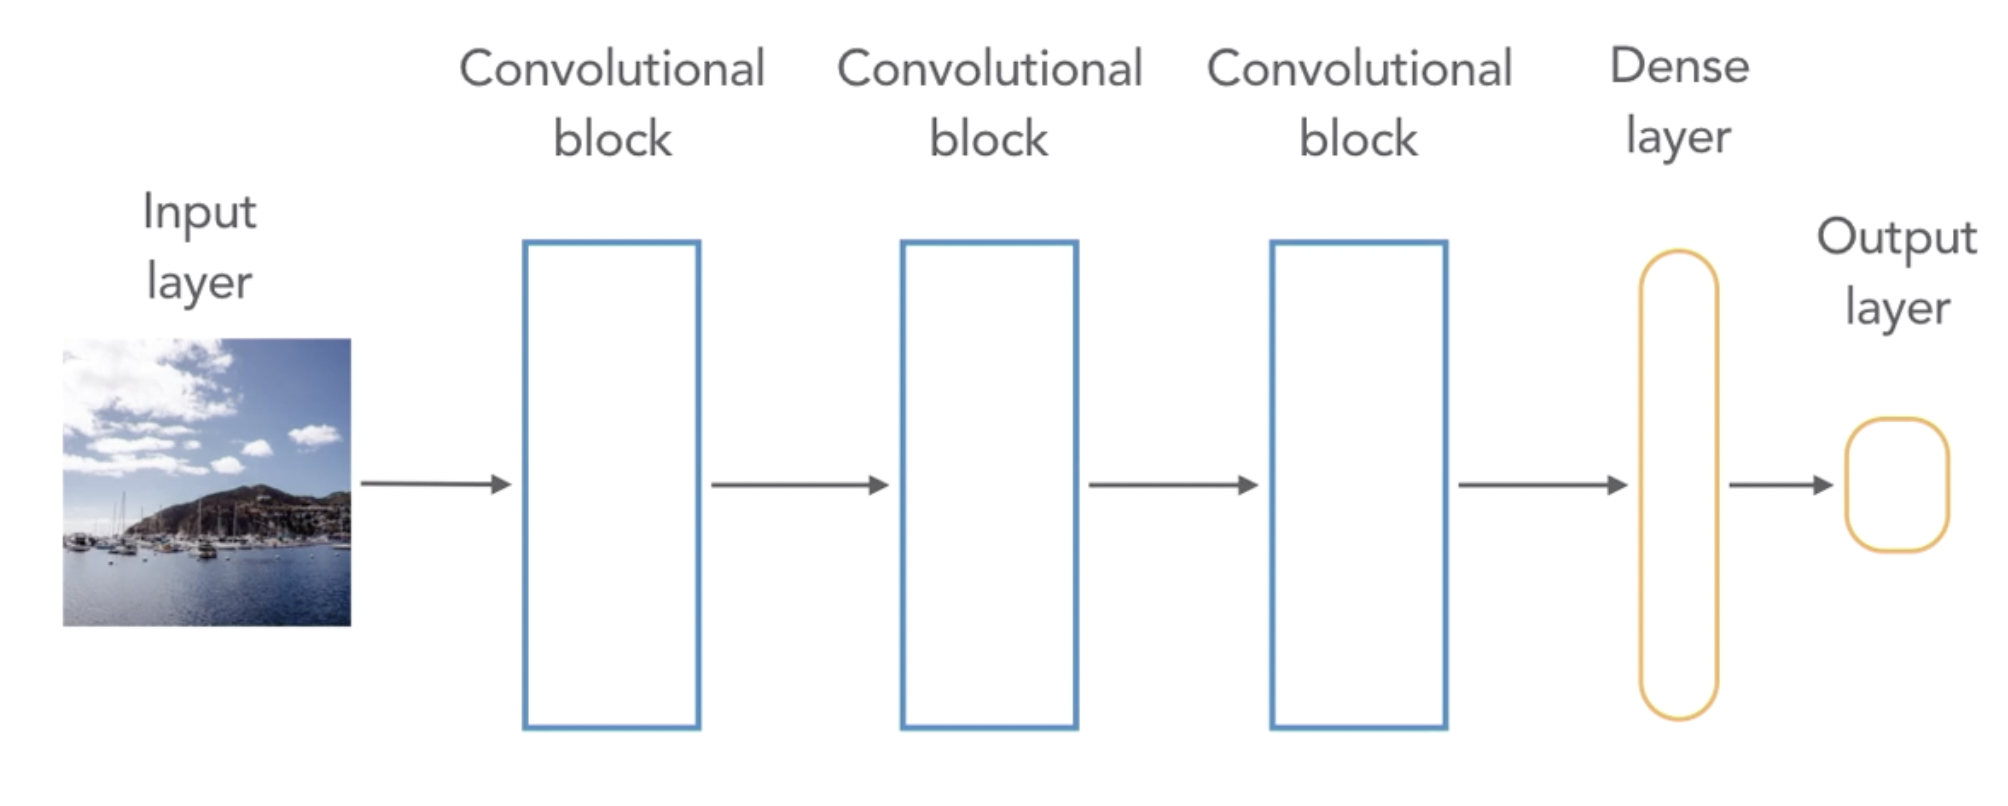 Input
layer
Convolutional
block
Convolutional
block
Convolutional
block
Dense
layer
Output
layer